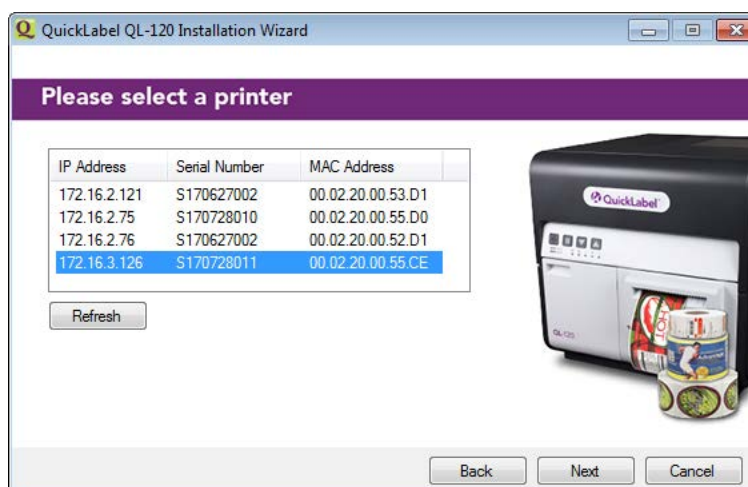 QuickLabel QL-120 Installation Wizard
Please select a printer
IP Address Serial Number MAC Address
172.16.2.121 S170627002 00.02.20.00.53.D1
172.16.2.75 S170728010 00.02.20.00.55.D0
172.16.2.76 S170627002 00.02.20.00.52.D1
172.16.3.126 S170728011 00.02.20.00.55.CE
Refresh
QuickLabel
QL-120
HOT
Back Next Cancel